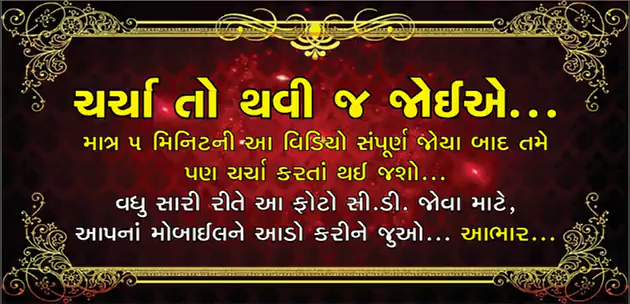 ચર્ચા તો થવી જ જોઈએ...
માત્ર ૫ મિનિટની આ વિડિયો સંપૂર્ણ જોયા બાદ તમે
પણ ચર્ચા કરતાં થઈ જશો...
વધુ સારી રીતે આ ફોટો સી.ડી. જોવા માટે,
આપનાં મોબાઈલને આડો કરીને જુઓ... આભાર...